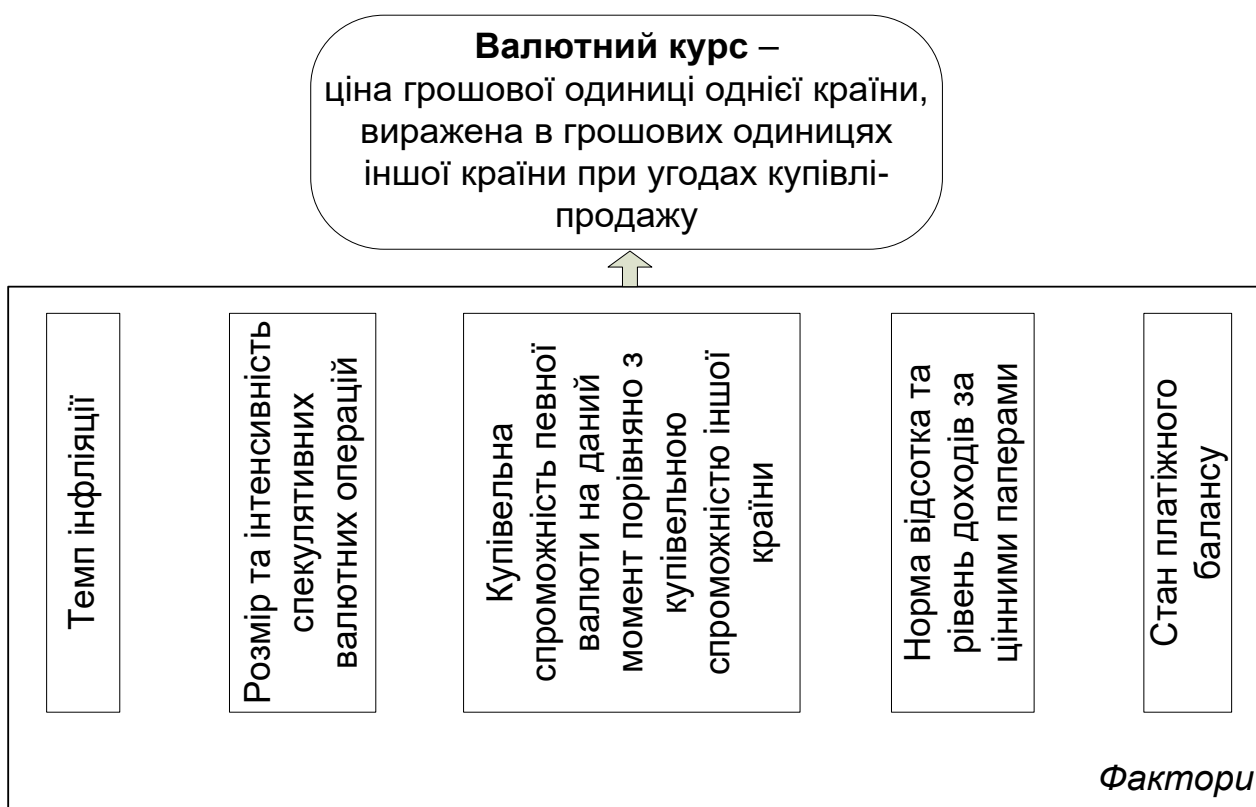 Валютний курс –
ціна грошової одиниці однієї країни,
виражена в грошових одиницях
іншої країни при угодах купівлі-
продажу
Темп інфліяції
Розмір та інтенсивність
спекулятивних
валютних операцій
Купівельна
спроможність певної
валюти на даний
момент порівняно з
купівельною
спроможністю іншої
країни
Норма відсотка та
рівень доходів за
цінними паперами
Стан платіжного
балансу
Фактори